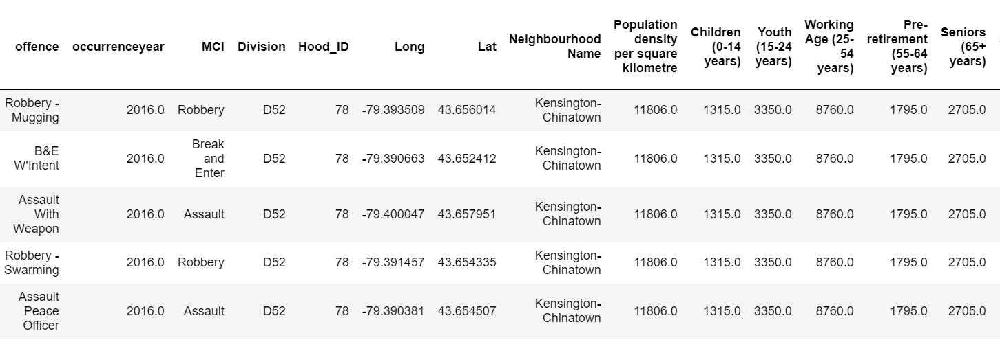 offence occurrenceyear MCI Division Hood_ID Long Lat Neighbourhood Name Population density per square kilometre Children (0-14 years) Youth (15-24 years) Working Age (25-54 years) Pre-retirement (55-64 years) Seniors (65+ years)
Robbery - Mugging 2016.0 Robbery D52 78 -79.393509 43.656014 Kensington-Chinatown 11806.0 1315.0 3350.0 8760.0 1795.0 2705.0
B&E W'Intent 2016.0 Break and Enter D52 78 -79.390663 43.652412 Kensington-Chinatown 11806.0 1315.0 3350.0 8760.0 1795.0 2705.0
Assault With Weapon 2016.0 Assault D52 78 -79.400047 43.657951 Kensington-Chinatown 11806.0 1315.0 3350.0 8760.0 1795.0 2705.0
Robbery - Swarming 2016.0 Robbery D52 78 -79.391457 43.654335 Kensington-Chinatown 11806.0 1315.0 3350.0 8760.0 1795.0 2705.0
Assault Peace Officer 2016.0 Assault D52 78 -79.390381 43.654507 Kensington-Chinatown 11806.0 1315.0 3350.0 8760.0 1795.0 2705.0